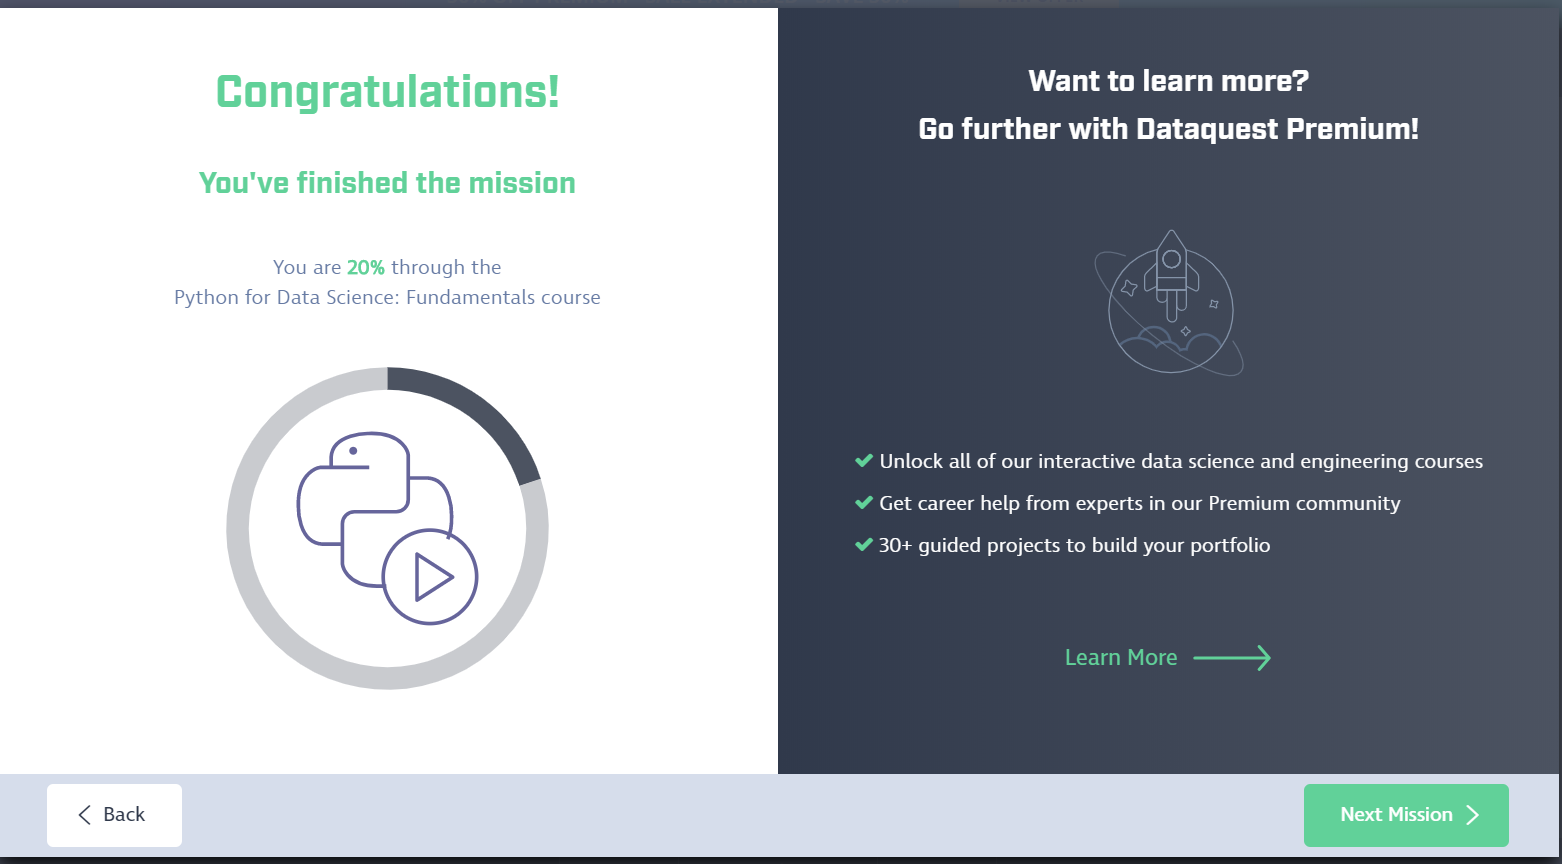 Congratulations!
You've finished the mission
You are 20% through the
Python for Data Science: Fundamentals course
Want to learn more?
Go further with Dataquest Premium!
Unlock all of our interactive data science and engineering courses
Get career help from experts in our Premium community
30+ guided projects to build your portfolio
Learn More
Back
Next Mission